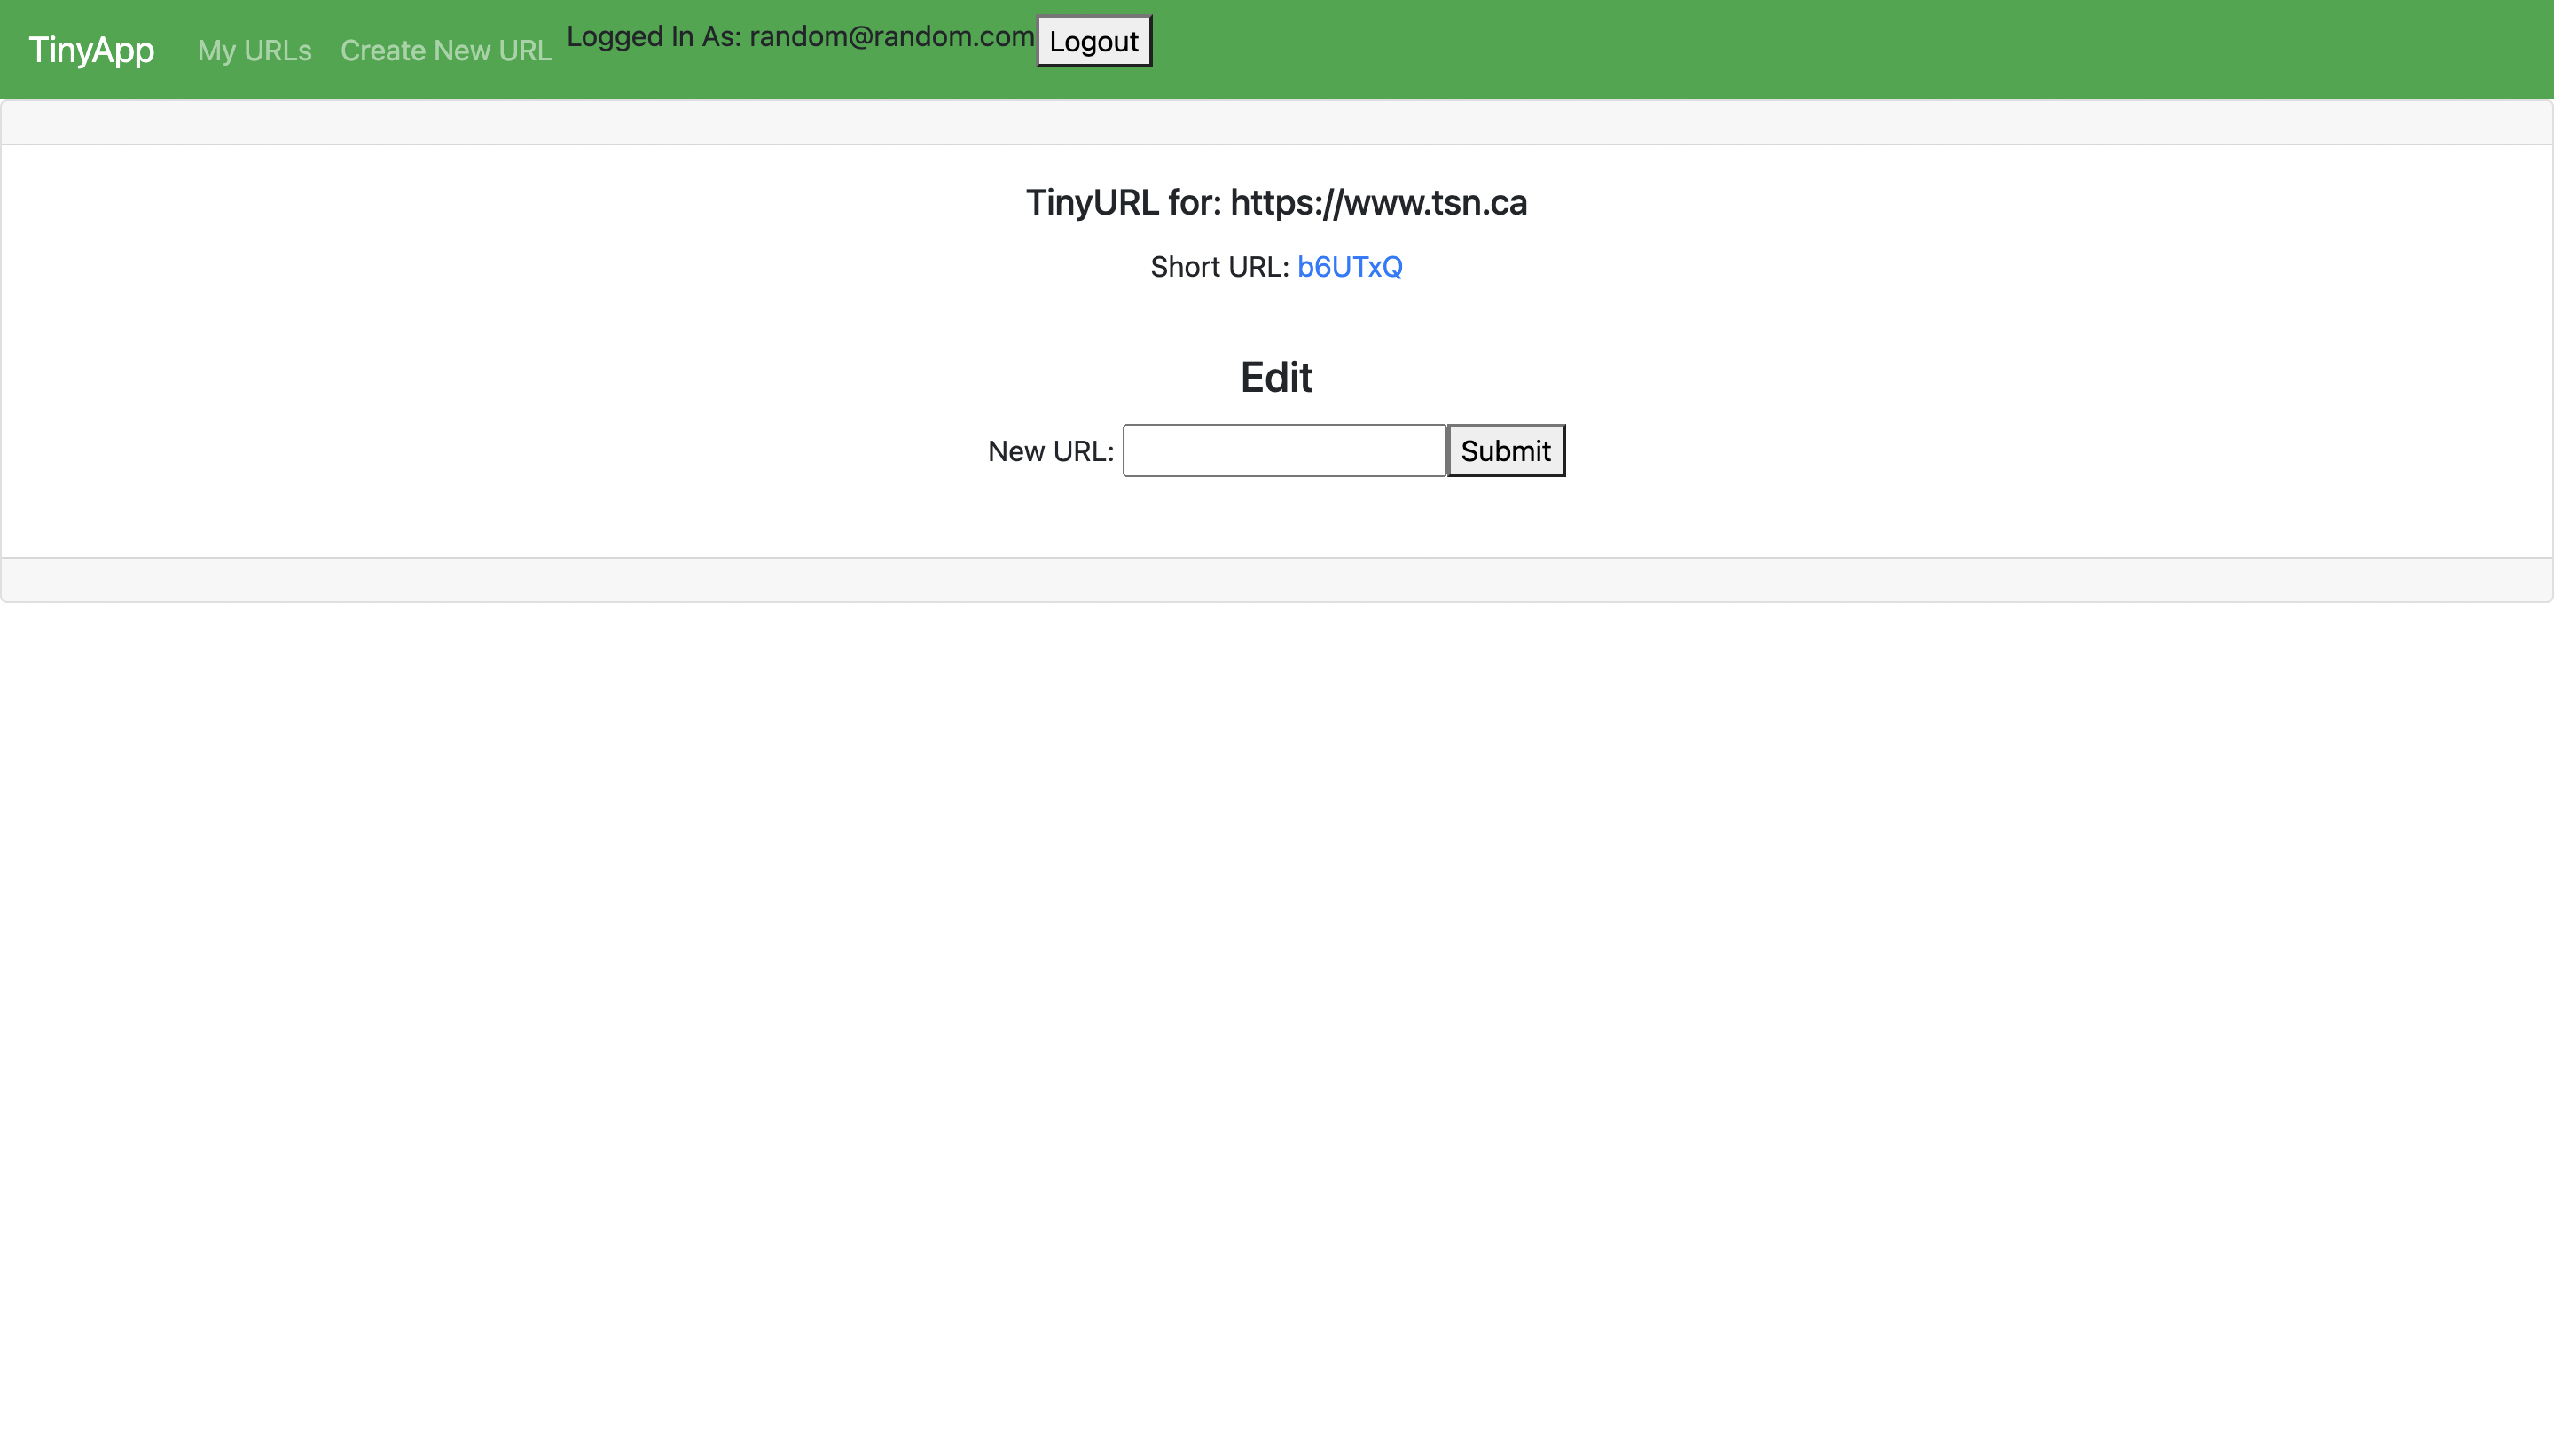 TinyApp My URLs Create New URL Logged In As: random@random.com Logout
TinyURL for: https://www.tsn.ca
Short URL: b6UTxQ
Edit
New URL: Submit